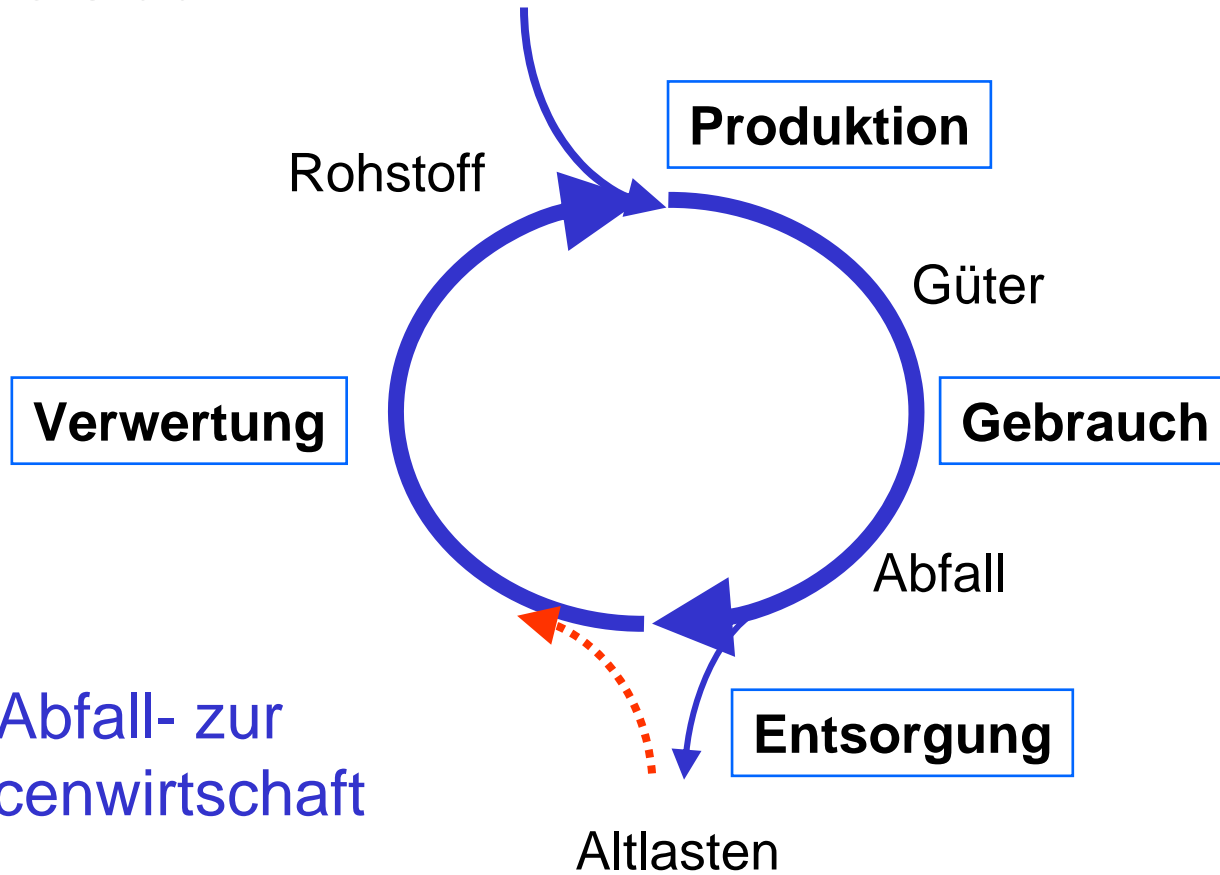 Produktion
Rohstoff
Güter
Verwertung
Gebrauch
Abfall
Abfall- zur
cenwirtschaft
Entsorgung
Altlasten